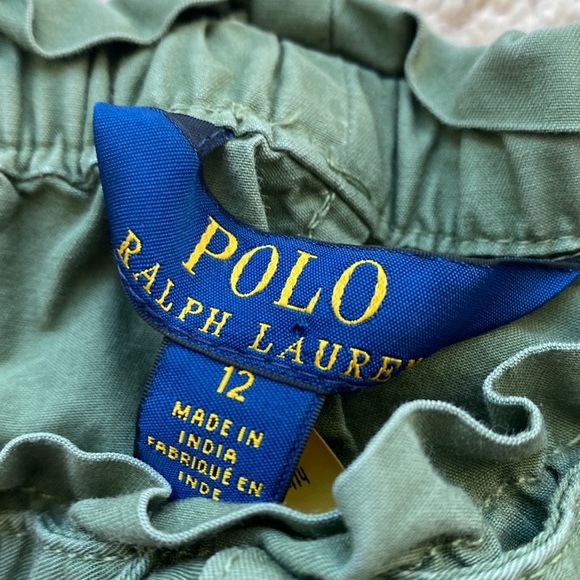 POLO
RALPH LAUREN
12
MADE IN
INDIA
FABRIQUÉ EN
INDE